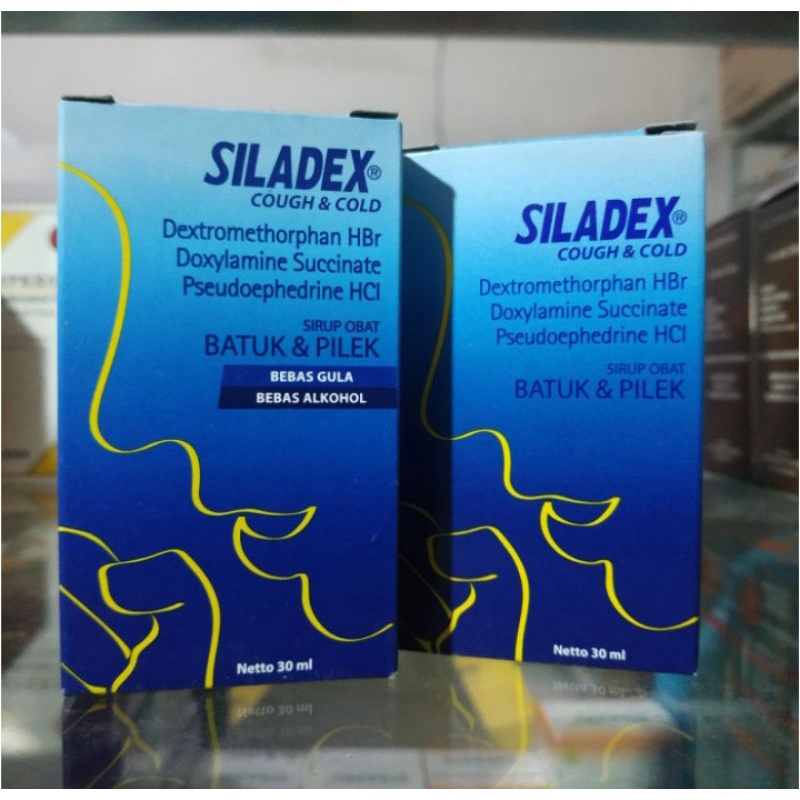 SILADEX®
COUGH & COLD
Dextromethorphan HBr
Doxylamine Succinate
Pseudoephedrine HCl
SIRUP OBAT
BATUK & PILEK
BEBAS GULA
BEBAS ALKOHOL
Netto 30 ml
SILADEX®
COUGH & COLD
Dextromethorphan HBr
Doxylamine Succinate
Pseudoephedrine HCl
SIRUP OBAT
BATUK & PILEK
Netto 30 ml